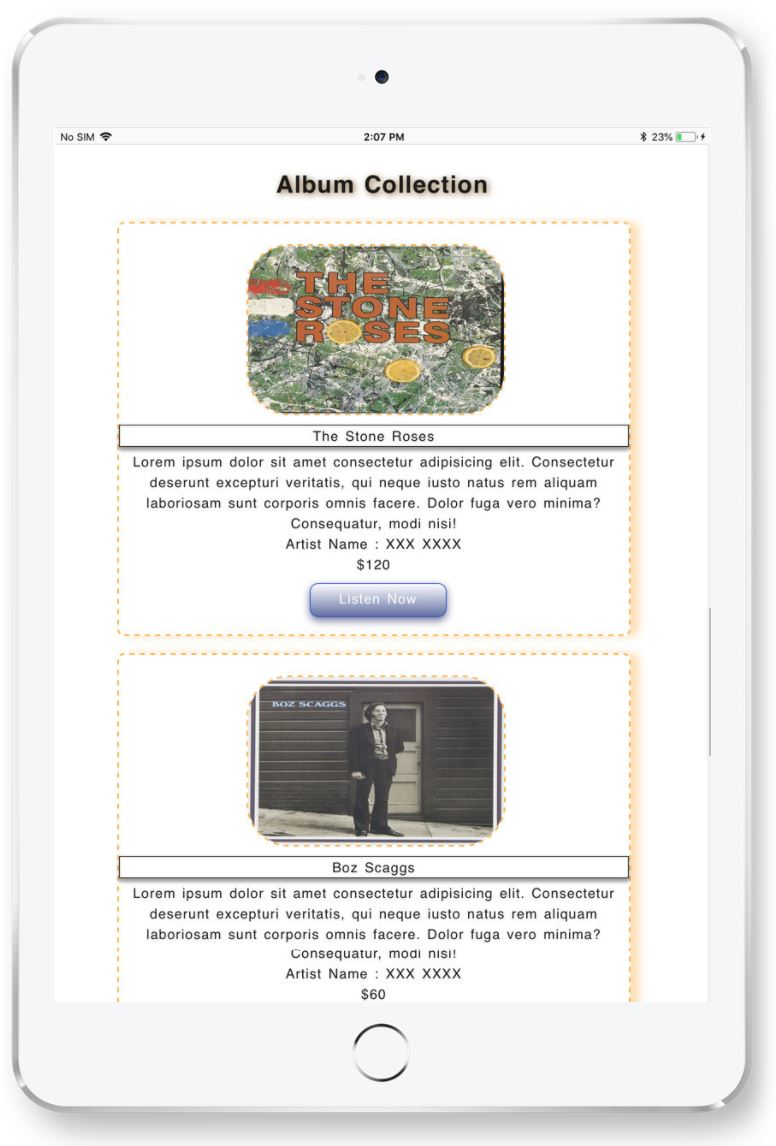 No SIM 2:07 PM 23%
Album Collection
THE
STONE
ROSES
The Stone Roses
Lorem ipsum dolor sit amet consectetur adipisicing elit. Consectetur
deserunt excepturi veritatis, qui neque iusto natus rem aliquam
laboriosam sunt corporis omnis facere. Dolor fuga vero minima?
Consequatur, modi nisi!
Artist Name : XXX XXXX
$120
Listen Now
BOZ SCAGGS
Boz Scaggs
Lorem ipsum dolor sit amet consectetur adipisicing elit. Consectetur
deserunt excepturi veritatis, qui neque iusto natus rem aliquam
laboriosam sunt corporis omnis facere. Dolor fuga vero minima?
Consequatur, modi nisi!
Artist Name : XXX XXXX
$60